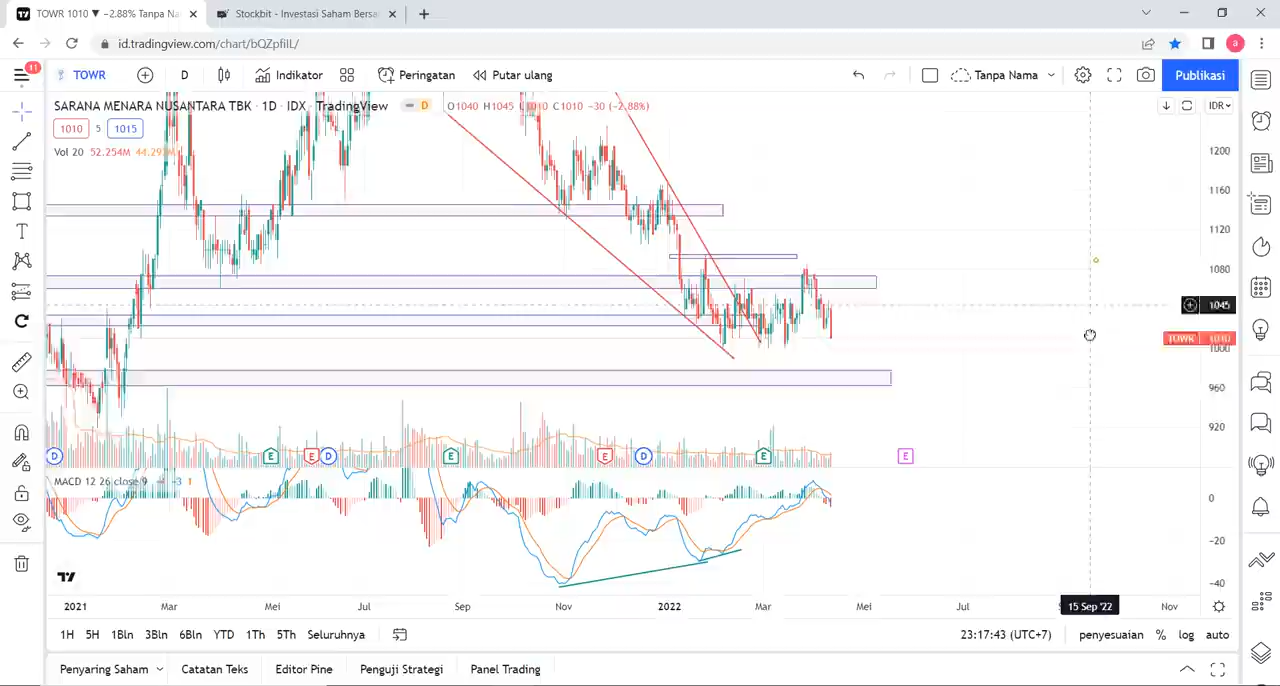 TOWR 1010 ▼ −2.88% Tanpa Na
Stockbit - Investasi Saham Bersa
id.tradingview.com/chart/bQZpfiIL/
a
11
TOWR
D
Indikator
Peringatan
Putar ulang
Tanpa Nama
Publikasi
SARANA MENARA NUSANTARA TBK · 1D · IDX · TradingView
D
O1040 H1045 L1010 C1010 −30 (−2.88%)
IDR
1010
5
1015
Vol 20 52.254M
1200
1160
1120
1080
1045
TOWR 1010
1000
960
920
D
E
E
D
E
E
D
E
E
MACD 12 26 close 9
−3
1
0
−20
−40
2021
Mar
Mei
Jul
Sep
Nov
2022
Mar
Mei
Jul
15 Sep '22
Nov
1H
5H
1Bln
3Bln
6Bln
YTD
1Th
5Th
Seluruhnya
23:17:43 (UTC+7)
penyesuaian
%
log
auto
Penyaring Saham
Catatan Teks
Editor Pine
Penguji Strategi
Panel Trading